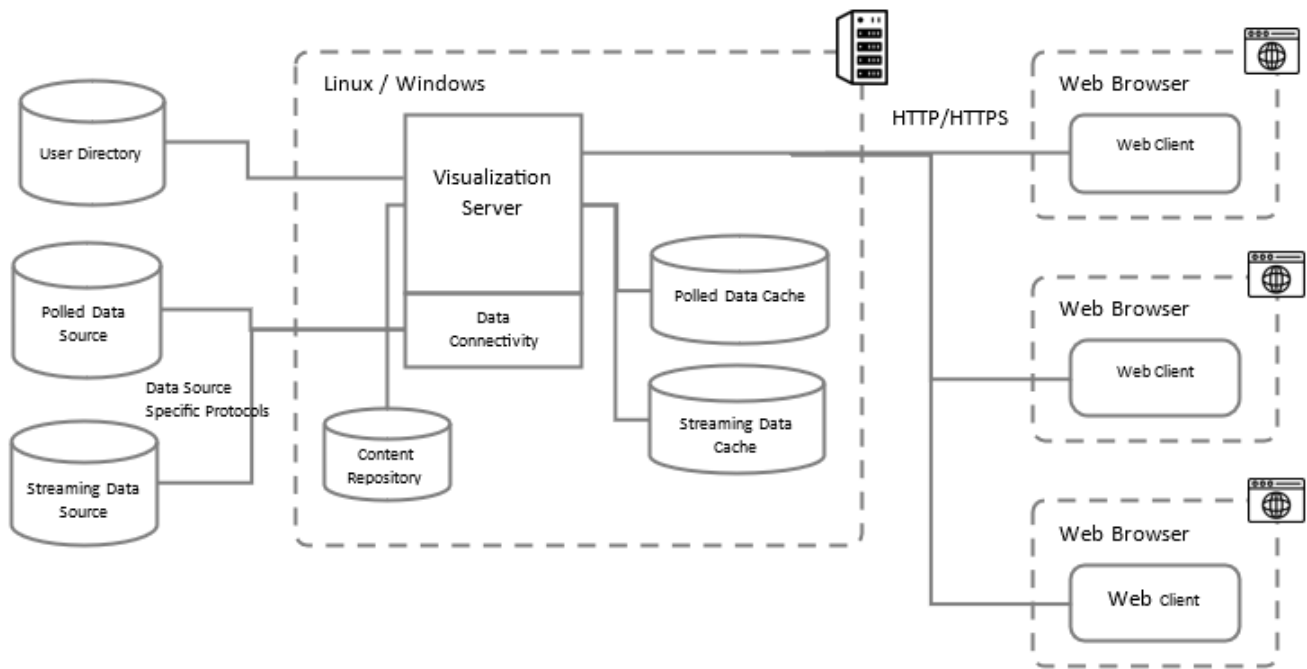 Linux / Windows
User Directory
Visualization
Server
Polled Data
Source
Data
Connectivity
Data Source
Specific Protocols
Streaming Data
Source
Content
Repository
Polled Data Cache
Streaming Data
Cache
HTTP/HTTPS
Web Browser
Web Client
Web Browser
Web Client
Web Browser
Web Client